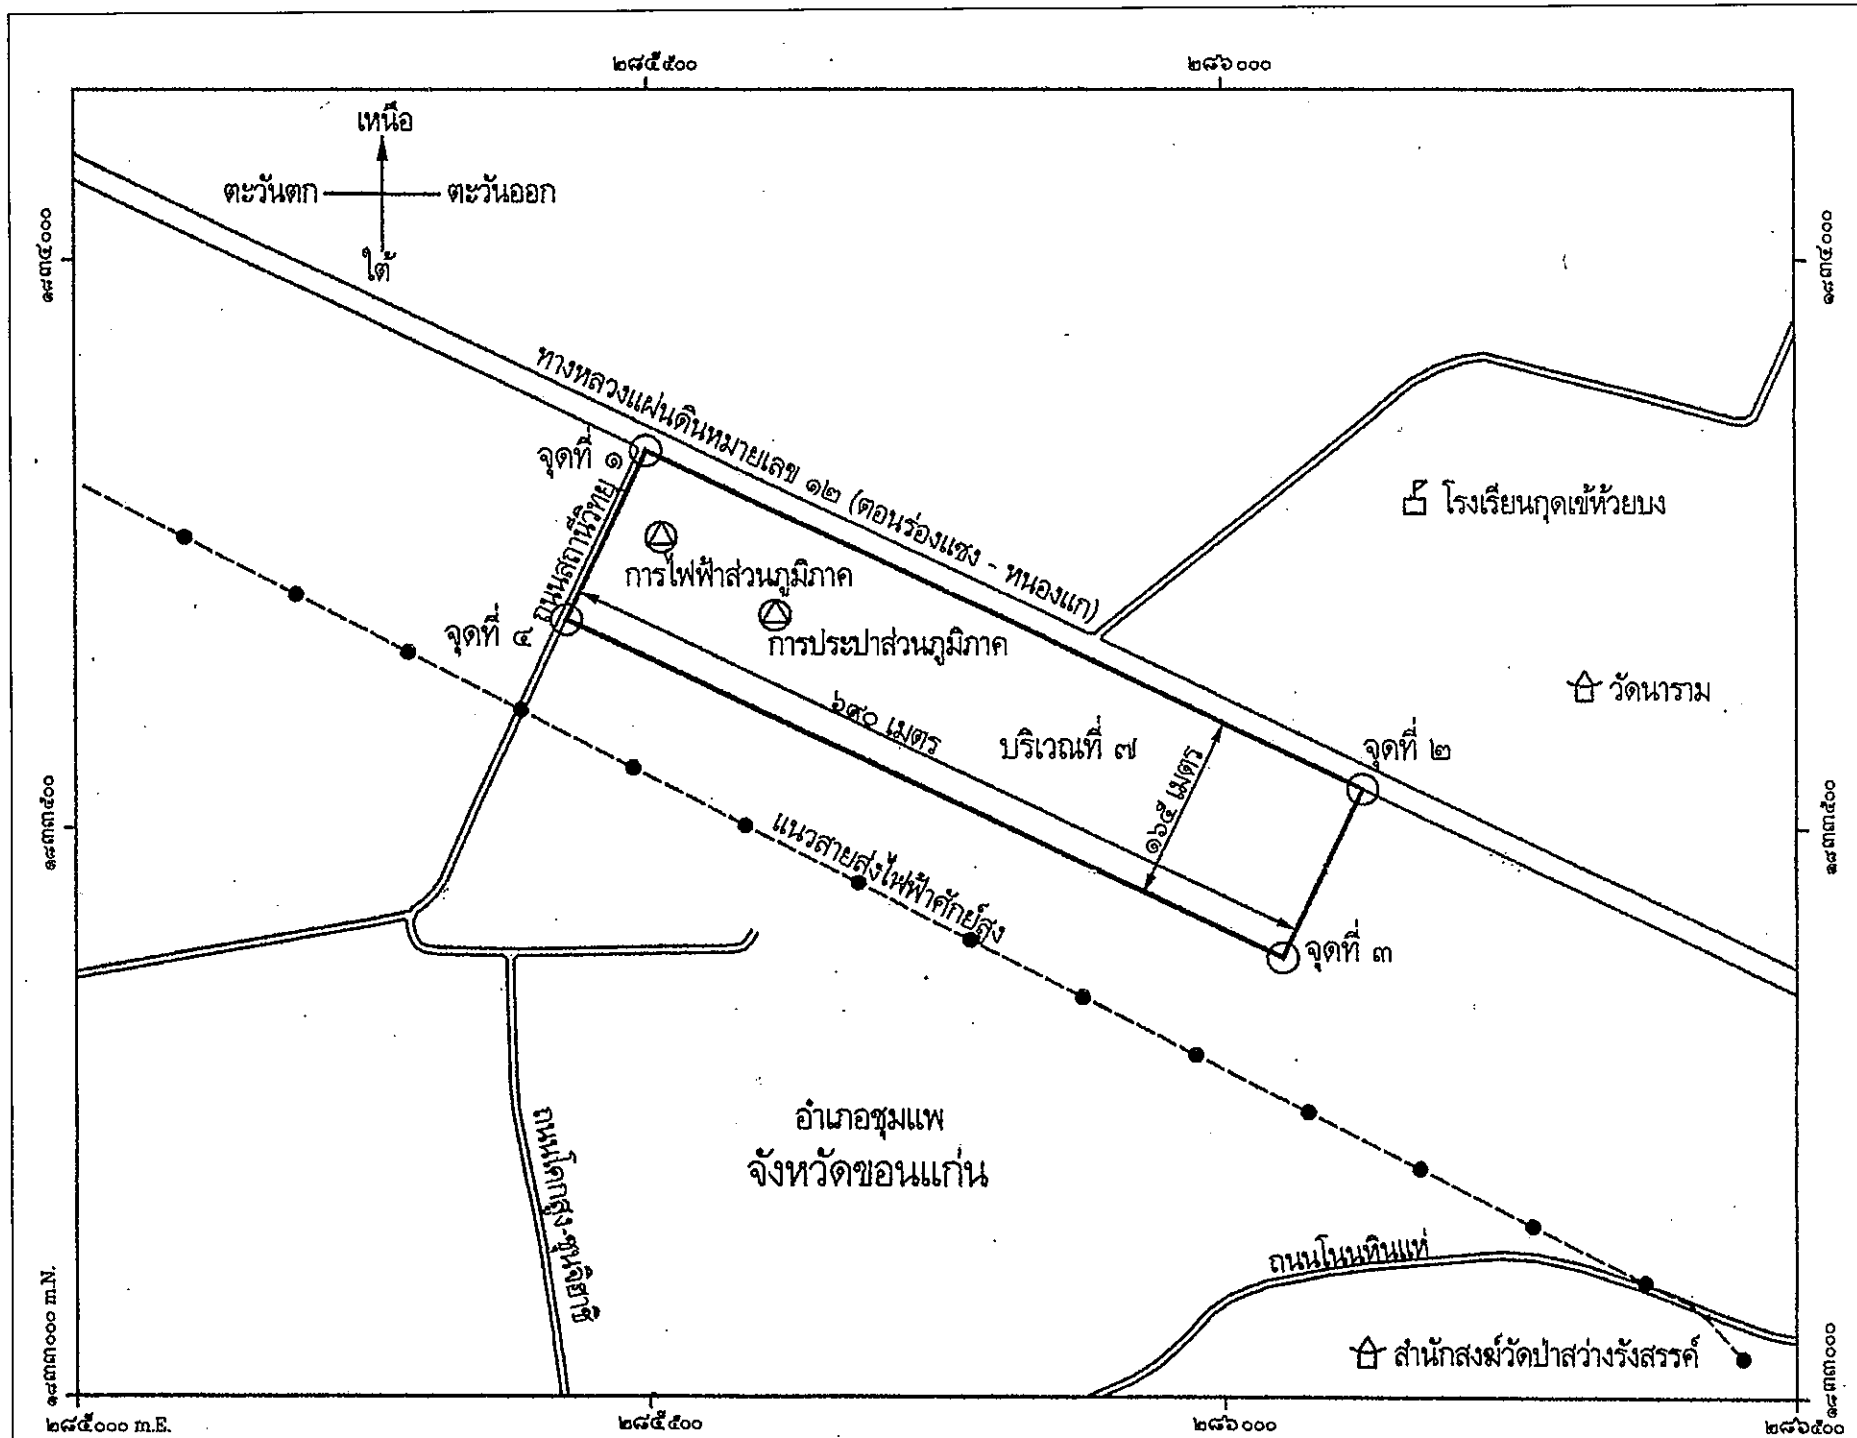 ๒๘๕๕๐๐
๒๘๖๐๐๐
เหนือ
ตะวันตก
ตะวันออก
ใต้
๑๘๓๔๐๐๐
๑๘๓๔๐๐๐
ทางหลวงแผ่นดินหมายเลข ๑๒ (ตอนร่องแซง - หนองแก)
จุดที่ ๑
ถนนสถานีวิทยุ
โรงเรียนกุดเข้ห้วยบง
การไฟฟ้าส่วนภูมิภาค
จุดที่ ๔
การประปาส่วนภูมิภาค
วัดนาราม
๖๙๐ เมตร
บริเวณที่ ๗
จุดที่ ๒
๑๖๕ เมตร
๑๘๓๓๕๐๐
๑๘๓๓๕๐๐
แนวสายส่งไฟฟ้าศักย์สูง
จุดที่ ๓
อำเภอชุมแพ
จังหวัดขอนแก่น
ถนนโนนหินแห่
สำนักสงฆ์วัดป่าสว่างรังสรรค์
๑๘๓๓๐๐๐ m.N.
๑๘๓๓๐๐๐
๒๘๕๐๐๐ m.E.
๒๘๕๕๐๐
๒๘๖๐๐๐
๒๘๖๕๐๐